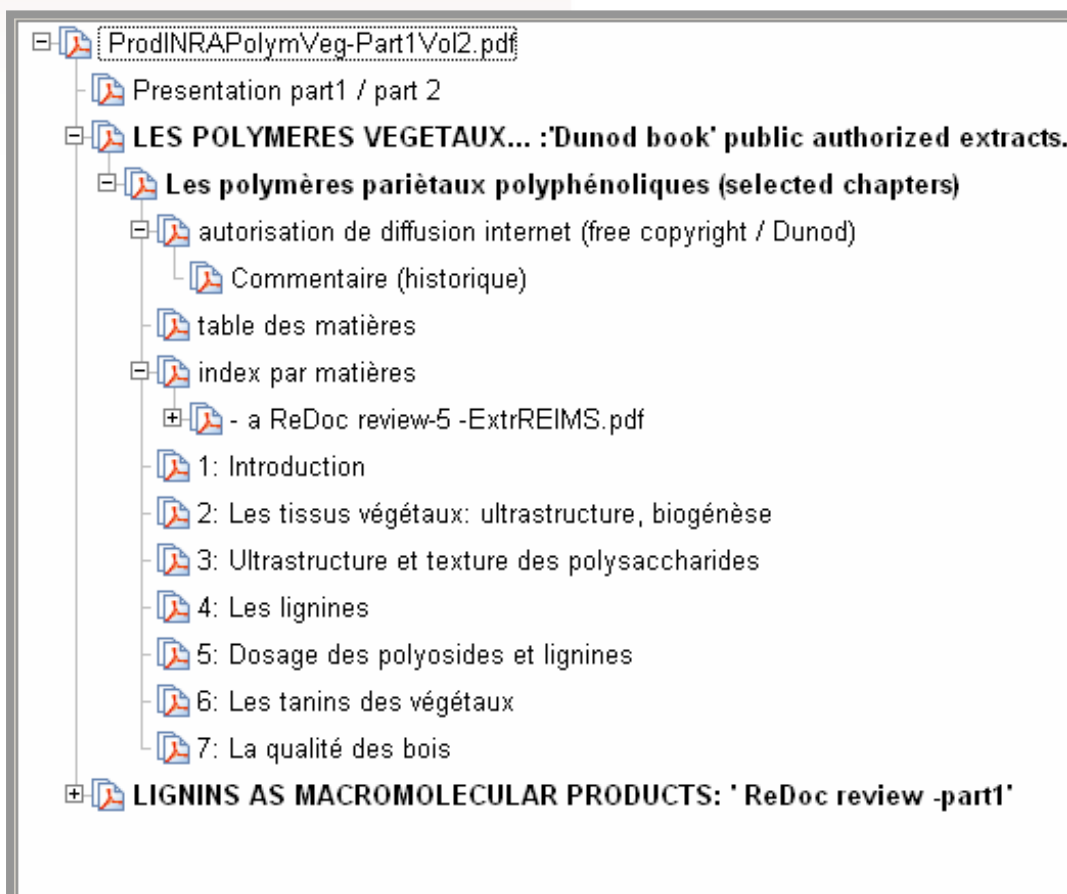 ProdINRAPolymVeg-Part1Vol2.pdf
Presentation part1 / part 2
LES POLYMERES VEGETAUX... :'Dunod book' public authorized extracts.
Les polymères pariètaux polyphénoliques (selected chapters)
autorisation de diffusion internet (free copyright / Dunod)
Commentaire (historique)
table des matières
index par matières
- a ReDoc review-5 -ExtrREIMS.pdf
1: Introduction
2: Les tissus végétaux: ultrastructure, biogénèse
3: Ultrastructure et texture des polysaccharides
4: Les lignines
5: Dosage des polyosides et lignines
6: Les tanins des végétaux
7: La qualité des bois
LIGNINS AS MACROMOLECULAR PRODUCTS: ' ReDoc review -part1'